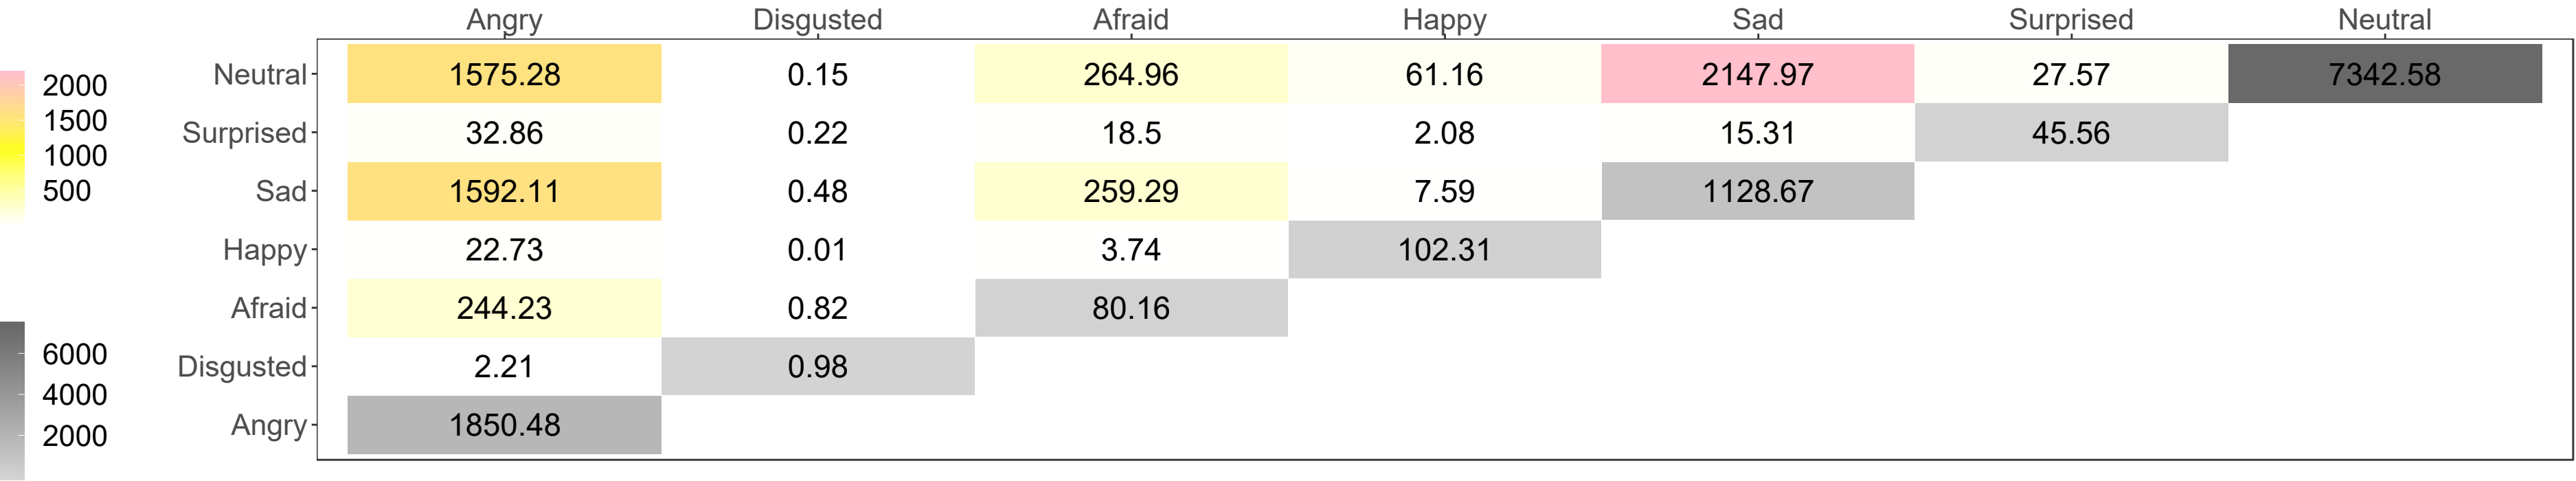 Angry Disgusted Afraid Happy Sad Surprised Neutral
Neutral 1575.28 0.15 264.96 61.16 2147.97 27.57 7342.58
Surprised 32.86 0.22 18.5 2.08 15.31 45.56
Sad 1592.11 0.48 259.29 7.59 1128.67
Happy 22.73 0.01 3.74 102.31
Afraid 244.23 0.82 80.16
Disgusted 2.21 0.98
Angry 1850.48
2000
1500
1000
500
6000
4000
2000